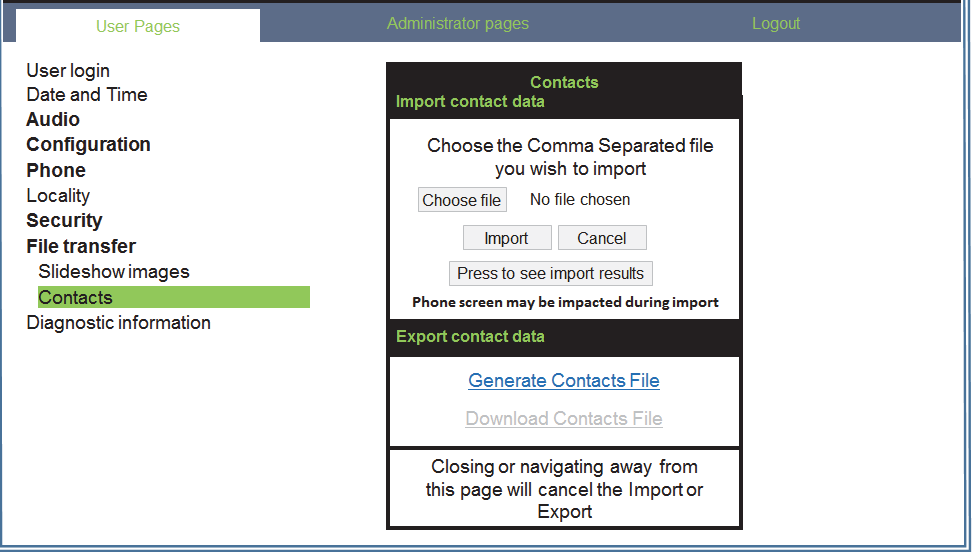 User Pages
Administrator pages
Logout
User login
Date and Time
Audio
Configuration
Phone
Locality
Security
File transfer
Slideshow images
Contacts
Diagnostic information
Contacts
Import contact data
Choose the Comma Separated file
you wish to import
Choose file
No file chosen
Import
Cancel
Press to see import results
Phone screen may be impacted during import
Export contact data
Generate Contacts File
Download Contacts File
Closing or navigating away from
this page will cancel the Import or
Export